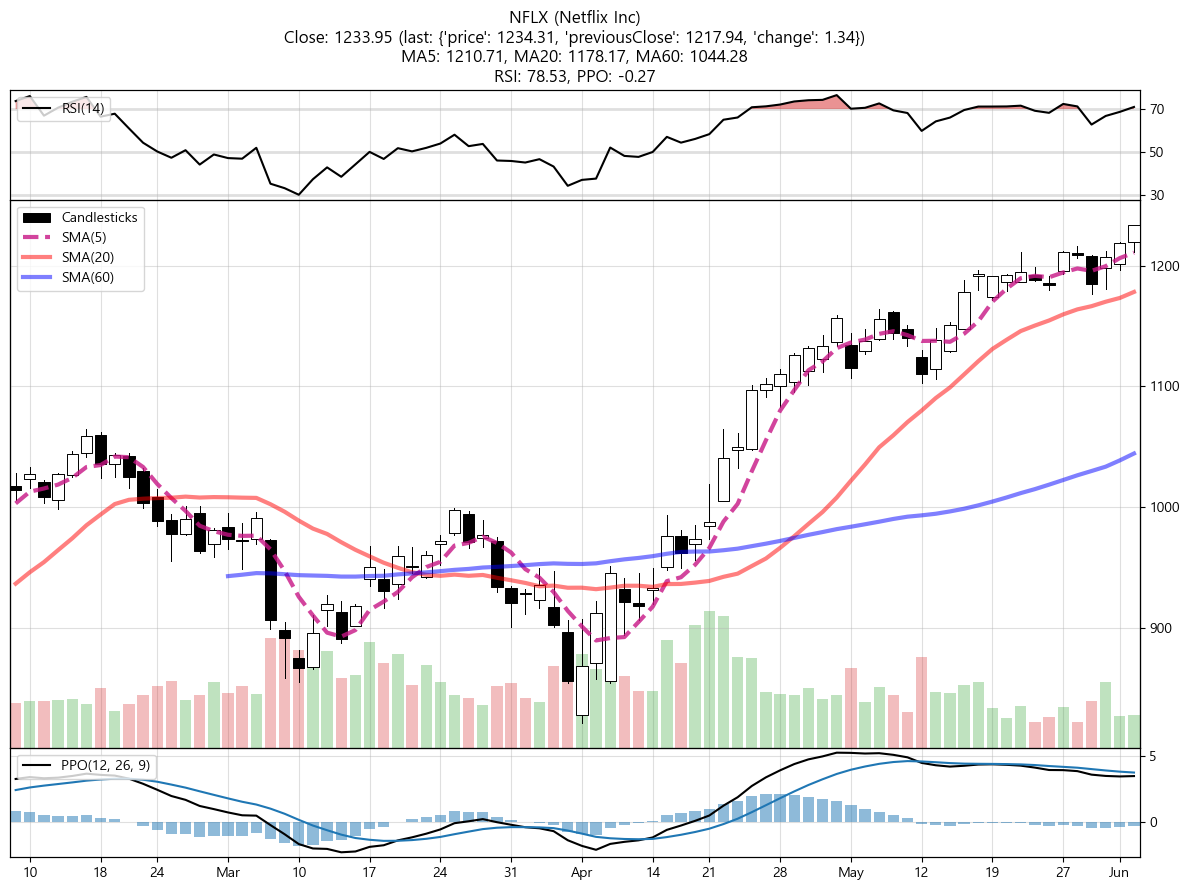 NFLX (Netflix Inc)
Close: 1233.95 (last: {'price': 1234.31, 'previousClose': 1217.94, 'change': 1.34})
MA5: 1210.71, MA20: 1178.17, MA60: 1044.28
RSI: 78.53, PPO: -0.27
RSI(14)
70
50
30
Candlesticks
SMA(5)
SMA(20)
SMA(60)
1200
1100
1000
900
PPO(12, 26, 9)
5
0
10 18 24 Mar 10 17 24 31 Apr 14 21 28 May 12 19 27 Jun